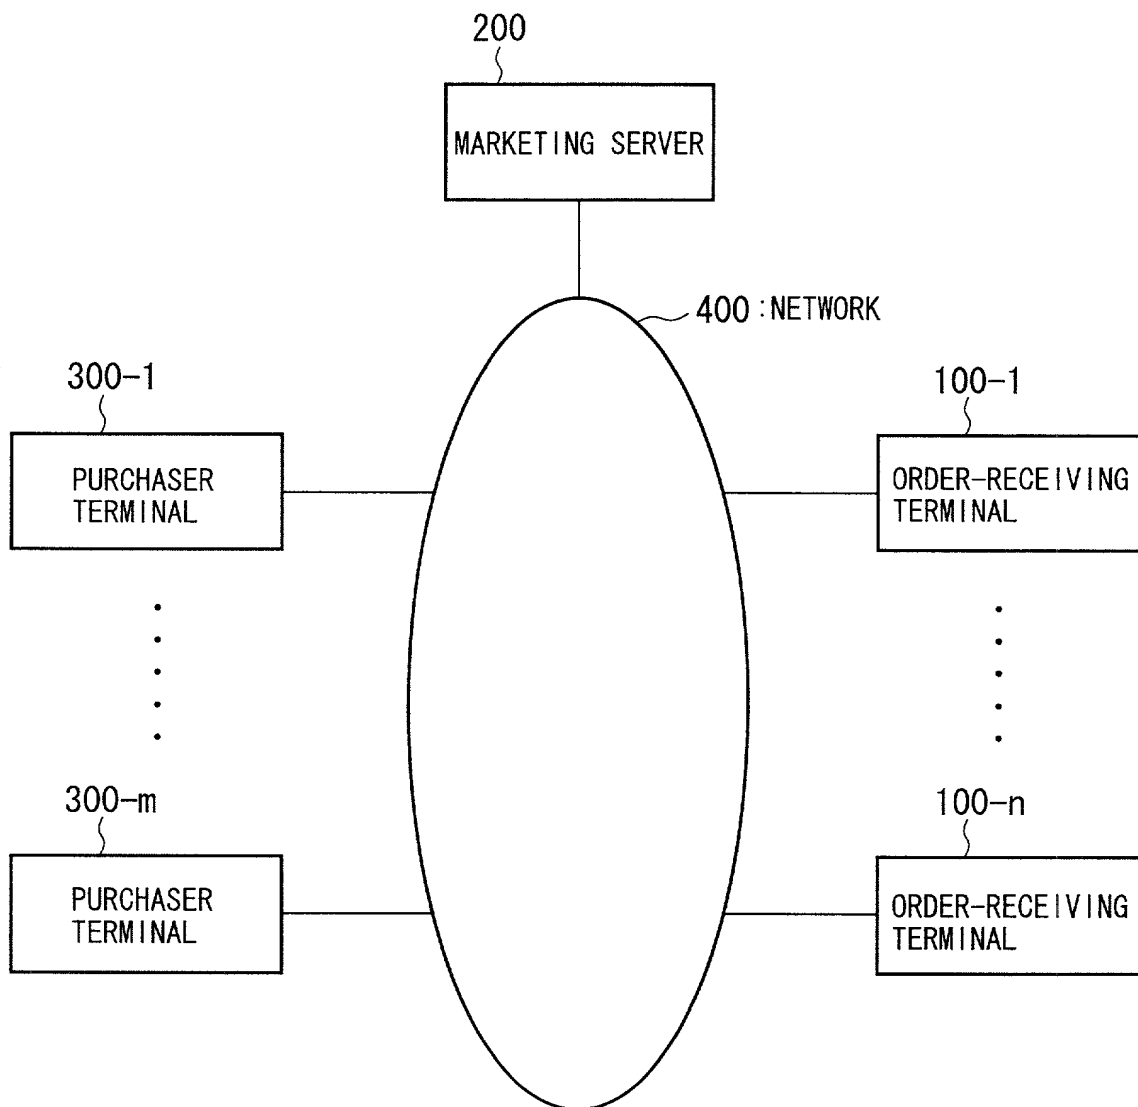 200
MARKETING SERVER
400:NETWORK
300-1
100-1
PURCHASER
TERMINAL
ORDER-RECEIVING
TERMINAL
300-m
100-n
PURCHASER
TERMINAL
ORDER-RECEIVING
TERMINAL